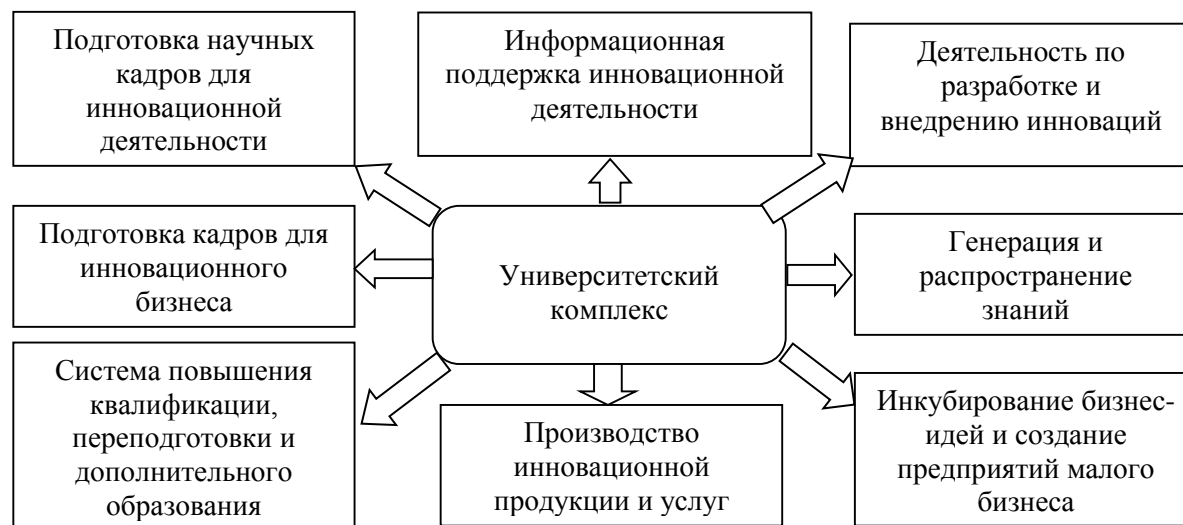 Подготовка научных
кадров для
инновационной
деятельности
Информационная
поддержка инновационной
деятельности
Деятельность по
разработке и
внедрению инноваций
Подготовка кадров для
инновационного
бизнеса
Университетский
комплекс
Генерация и
распространение
знаний
Система повышения
квалификации,
переподготовки и
дополнительного
образования
Производство
инновационной
продукции и услуг
Инкубирование бизнес-
идей и создание
предприятий малого
бизнеса